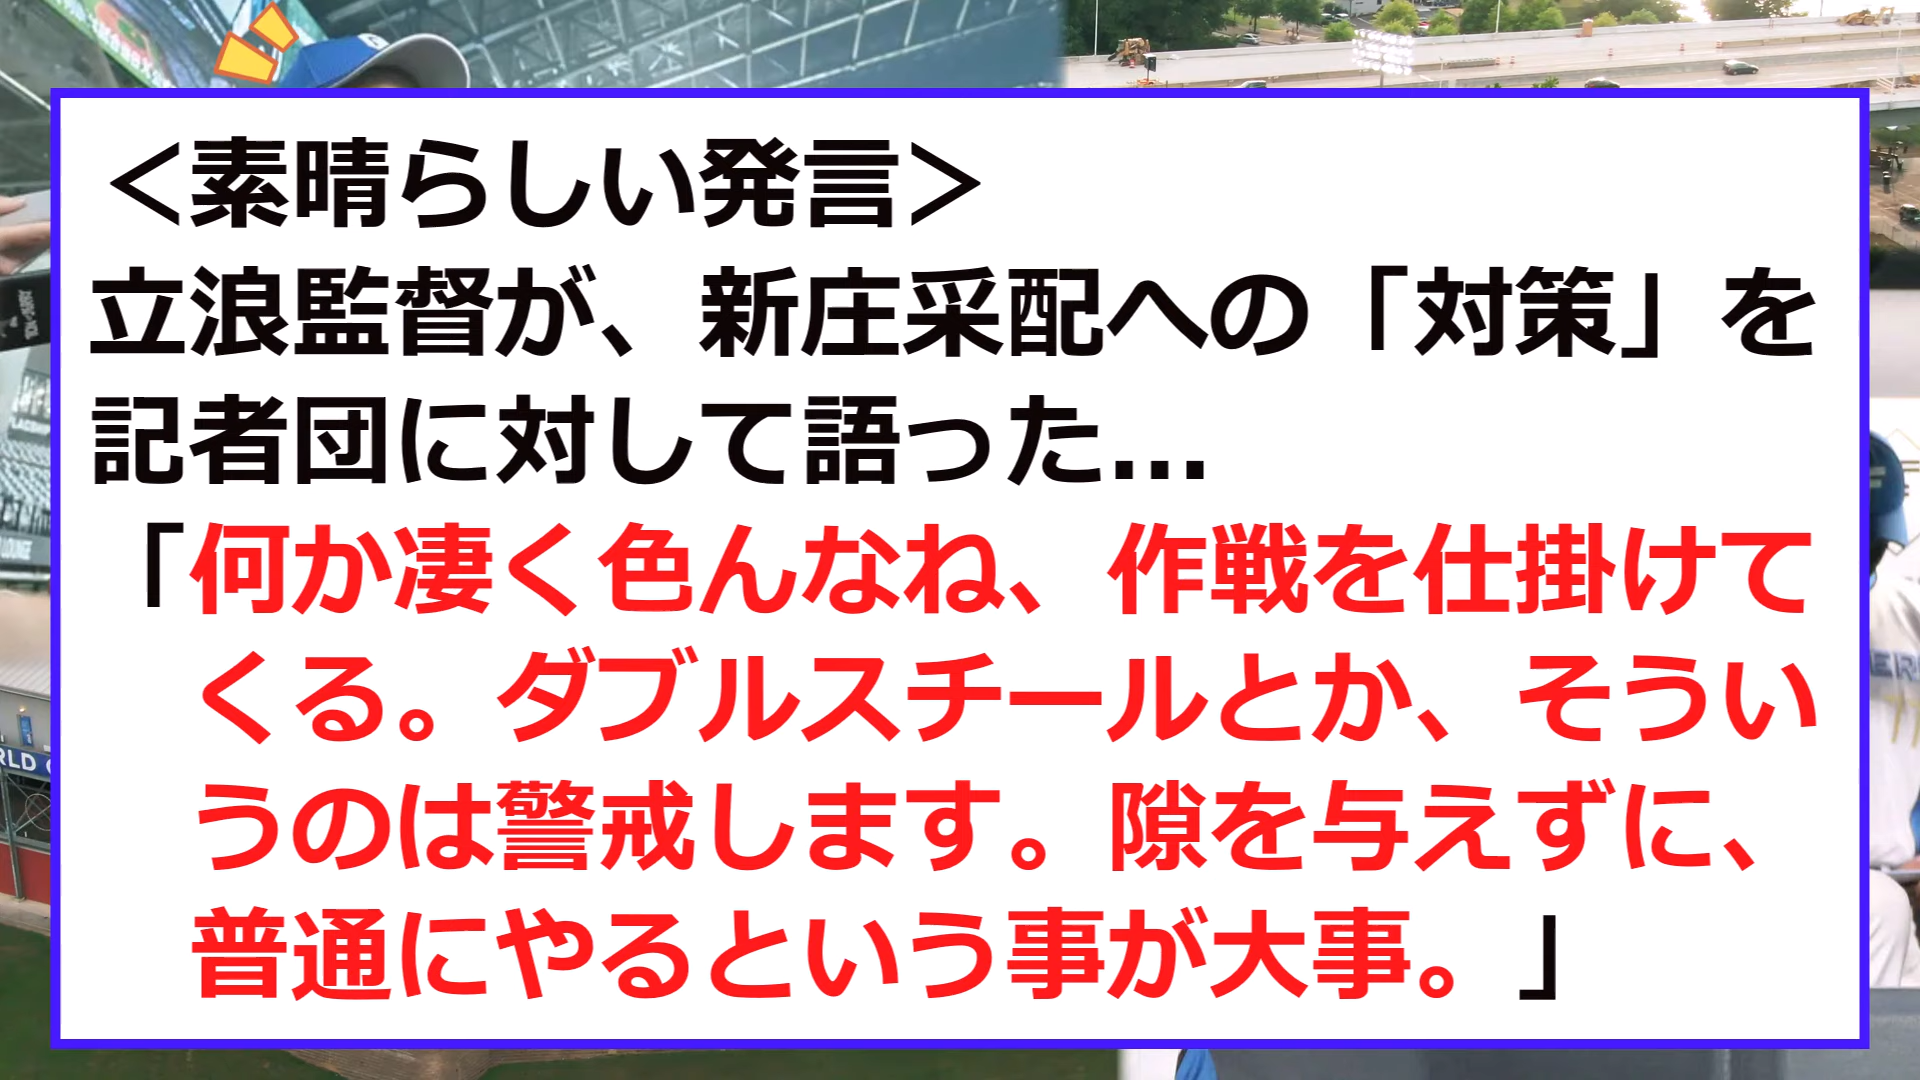 ＜素晴らしい発言＞
立浪監督が、新庄采配への「対策」を
記者団に対して語った…
「何か凄く色んなね、作戦を仕掛けて
くる。ダブルスチールとか、そうい
うのは警戒します。隙を与えずに、
普通にやるという事が大事。」
LOUNGE
RLD
ER